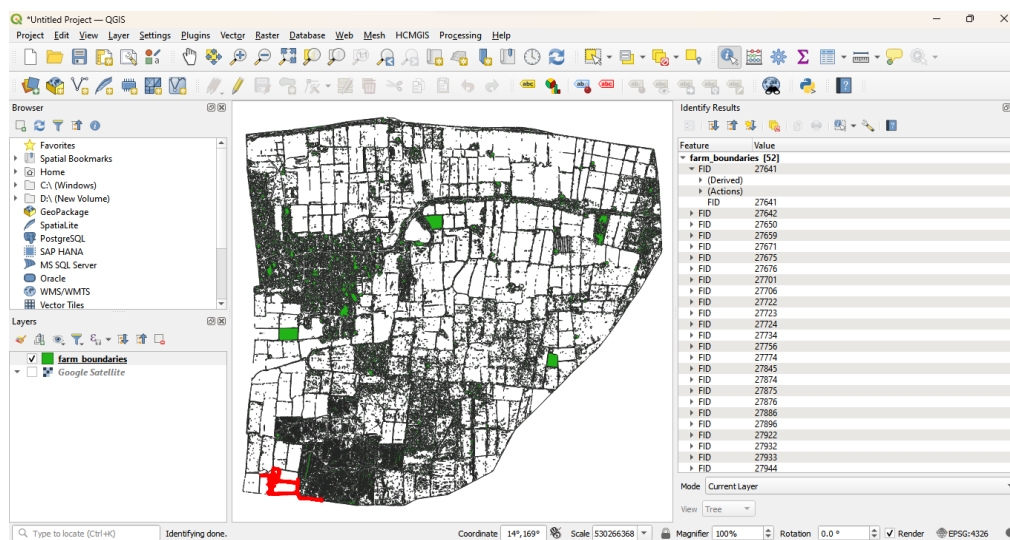 *Untitled Project — QGIS
Project Edit View Layer Settings Plugins Vector Raster Database Web Mesh HCMGIS Processing Help
abc abc abc
Browser
Favorites
Spatial Bookmarks
Home
C:\ (Windows)
D:\ (New Volume)
GeoPackage
SpatiaLite
PostgreSQL
SAP HANA
MS SQL Server
Oracle
WMS/WMTS
Vector Tiles
Layers
farm_boundaries
Google Satellite
Identify Results
Feature Value
farm_boundaries [52]
FID 27641
(Derived)
(Actions)
FID 27641
FID 27642
FID 27650
FID 27659
FID 27671
FID 27675
FID 27676
FID 27701
FID 27706
FID 27722
FID 27723
FID 27724
FID 27734
FID 27756
FID 27774
FID 27845
FID 27874
FID 27875
FID 27876
FID 27886
FID 27896
FID 27922
FID 27932
FID 27933
FID 27944
Mode Current Layer
View Tree
Type to locate (Ctrl+K) Identifying done. Coordinate 14°,169° Scale 530266368 Magnifier 100% Rotation 0.0 ° Render EPSG:4326